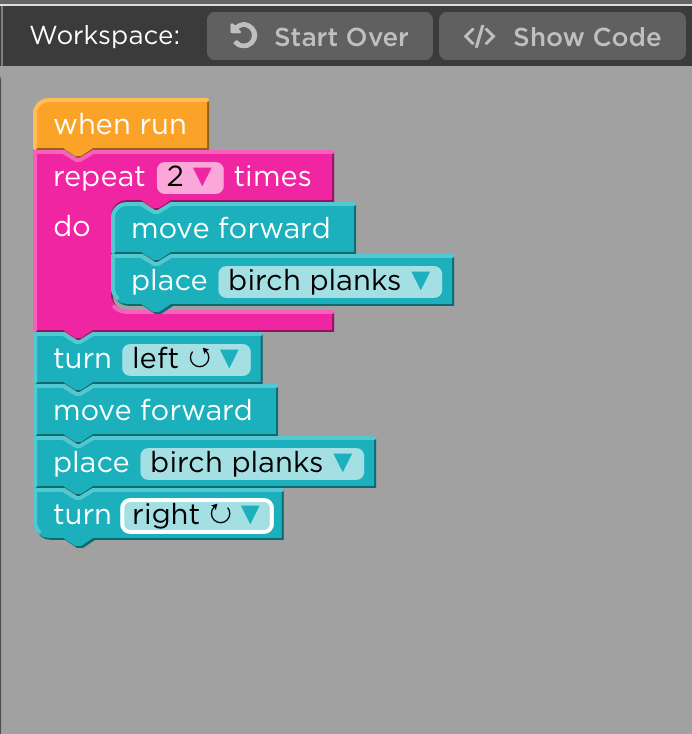 Workspace: Start Over </> Show Code
when run
repeat 2 times
do move forward
place birch planks
turn left
move forward
place birch planks
turn right